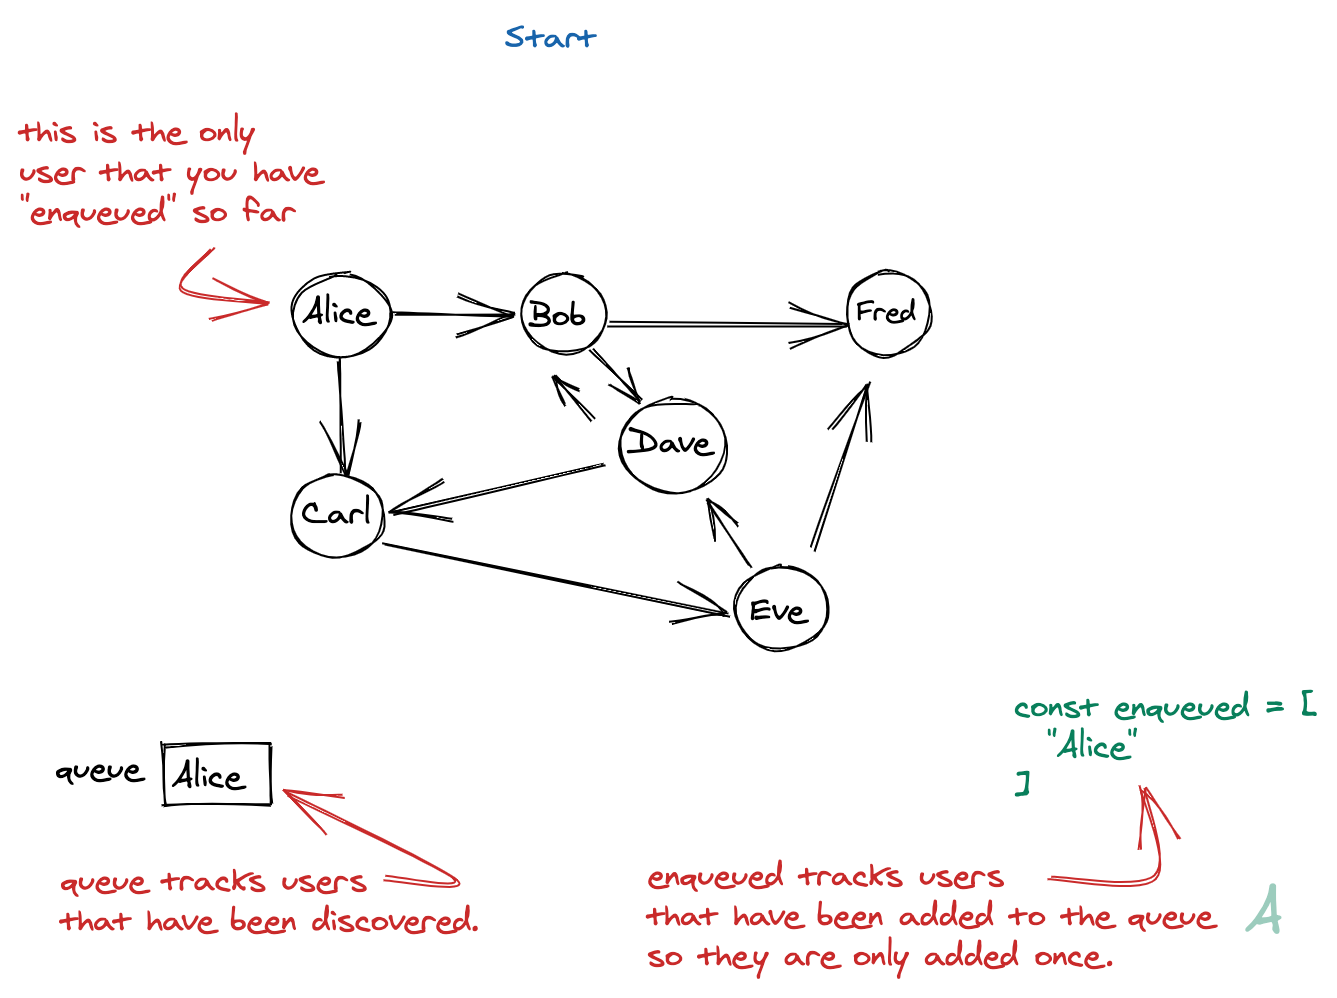 Start
this is the only
user that you have
"enqueued" so far
Alice
Bob
Fred
Dave
Carl
Eve
const enqueued = [
"Alice"
]
queue
Alice
queue tracks users
that have been discovered.
enqueued tracks users
that have been added to the queue
so they are only added once.
A